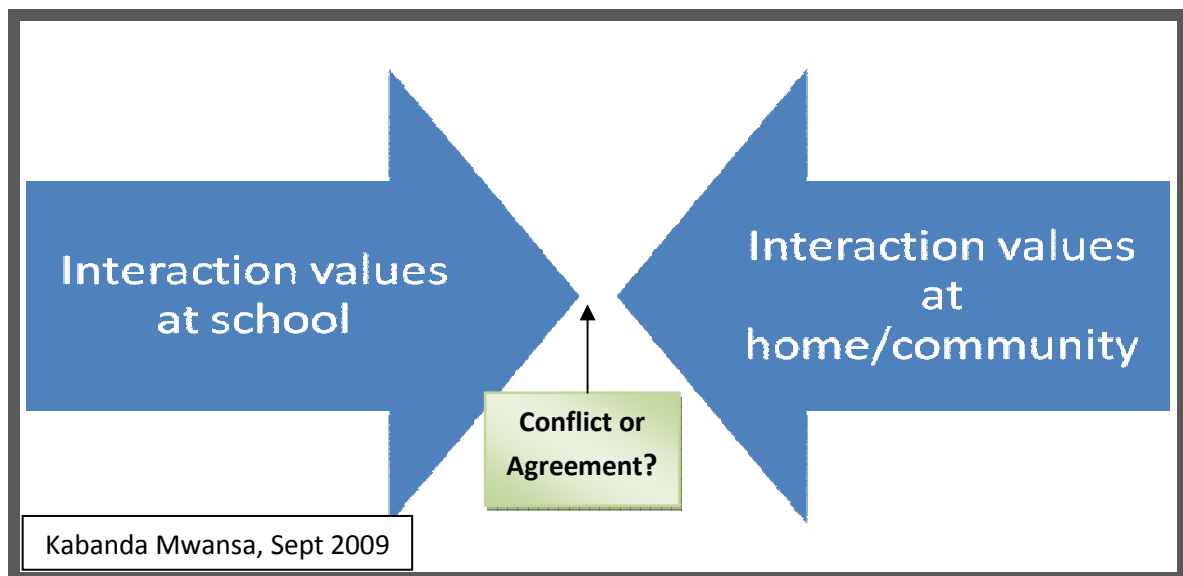 Interaction values
at school
Interaction values
at
home/community
Conflict or
Agreement?
Kabanda Mwansa, Sept 2009